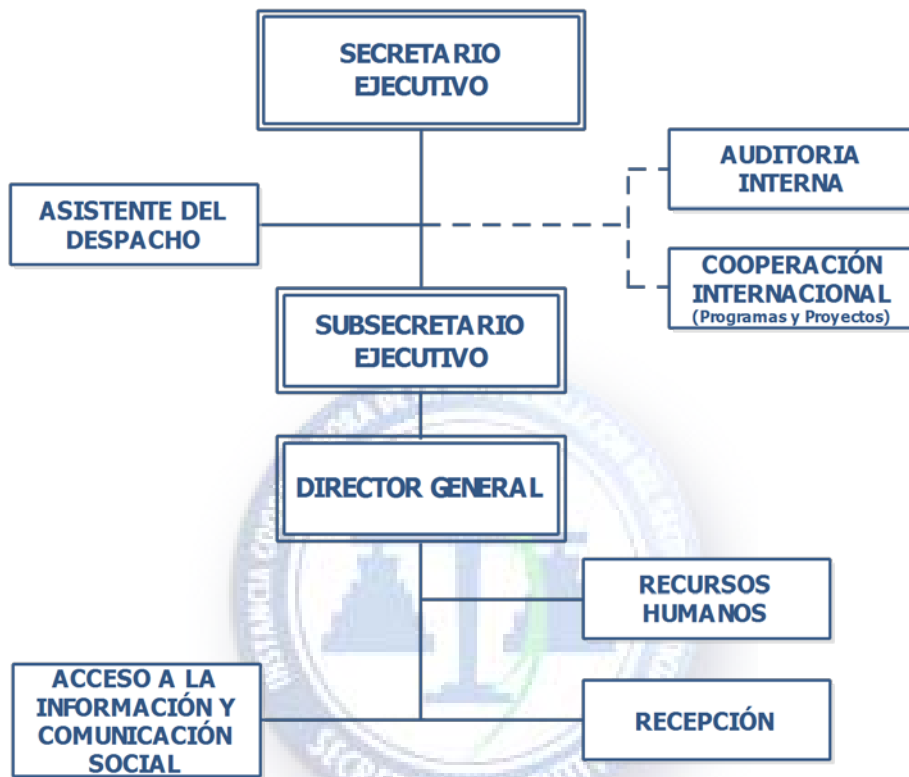 SECRETARIO
EJECUTIVO
AUDITORIA
INTERNA
ASISTENTE DEL
DESPACHO
COOPERACIÓN
INTERNACIONAL
(Programas y Proyectos)
SUBSECRETARIO
EJECUTIVO
DIRECTOR GENERAL
RECURSOS
HUMANOS
ACCESO A LA
INFORMACIÓN Y
COMUNICACIÓN
SOCIAL
RECEPCIÓN